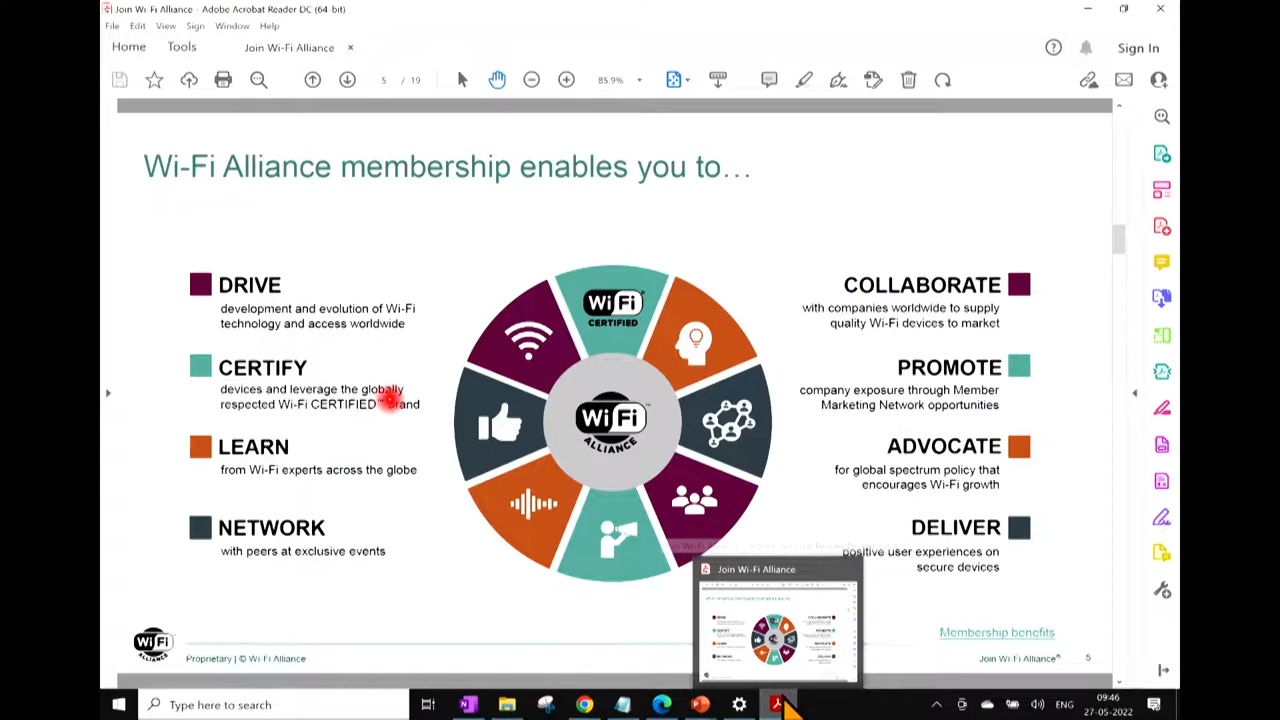 Join Wi-Fi Alliance - Adobe Acrobat Reader DC (64-bit)
File Edit View Sign Window Help
Home Tools Join Wi-Fi Alliance × Sign In
5 / 19 85.9%
Wi-Fi Alliance membership enables you to…
DRIVE
development and evolution of Wi-Fi
technology and access worldwide
CERTIFY
devices and leverage the globally
respected Wi-Fi CERTIFIED™ brand
LEARN
from Wi-Fi experts across the globe
NETWORK
with peers at exclusive events
Wi Fi
CERTIFIED
Wi Fi™
ALLIANCE
COLLABORATE
with companies worldwide to supply
quality Wi-Fi devices to market
PROMOTE
company exposure through Member
Marketing Network opportunities
ADVOCATE
for global spectrum policy that
encourages Wi-Fi growth
DELIVER
positive user experiences on
secure devices
Join Wi-Fi Alliance
Membership benefits
Wi Fi
ALLIANCE
Proprietary | © Wi-Fi Alliance
Join Wi-Fi Alliance® 5
Type here to search
ENG
09:46
27-05-2022